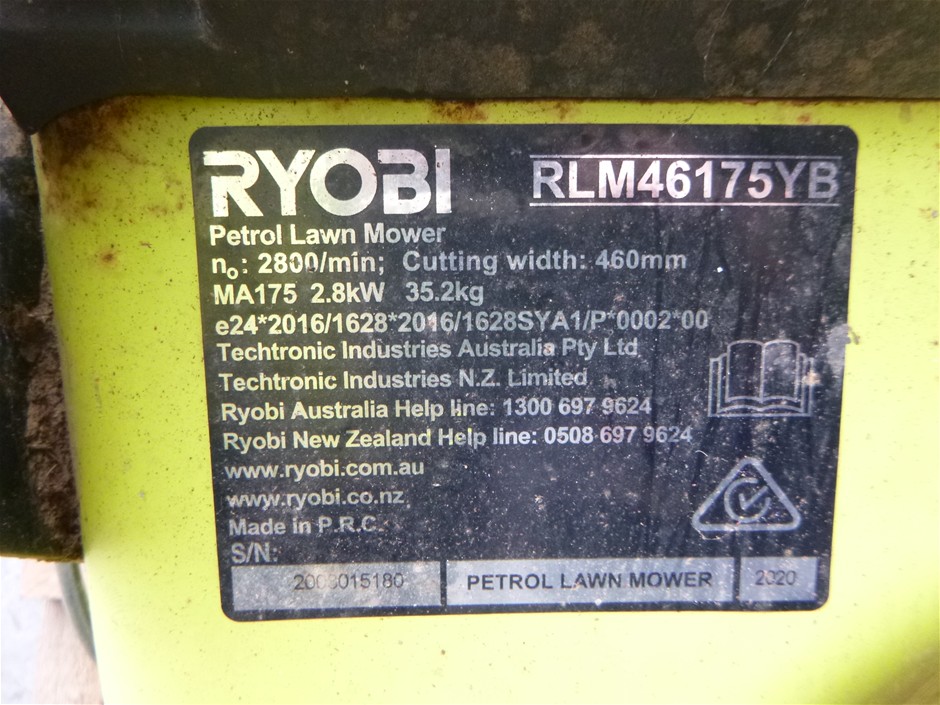 RYOBI
RLM46175YB
Petrol Lawn Mower
no: 2800/min; Cutting width: 460mm
MA175 2.8kW 35.2kg
e24*2016/1628*2016/1628SYA1/P*0002*00
Techtronic Industries Australia Pty Ltd
Techtronic Industries N.Z. Limited
Ryobi Australia Help line: 1300 697 9624
Ryobi New Zealand Help line: 0508 697 9624
www.ryobi.com.au
www.ryobi.co.nz
Made in P.R.C.
S/N:
PETROL LAWN MOWER
2020